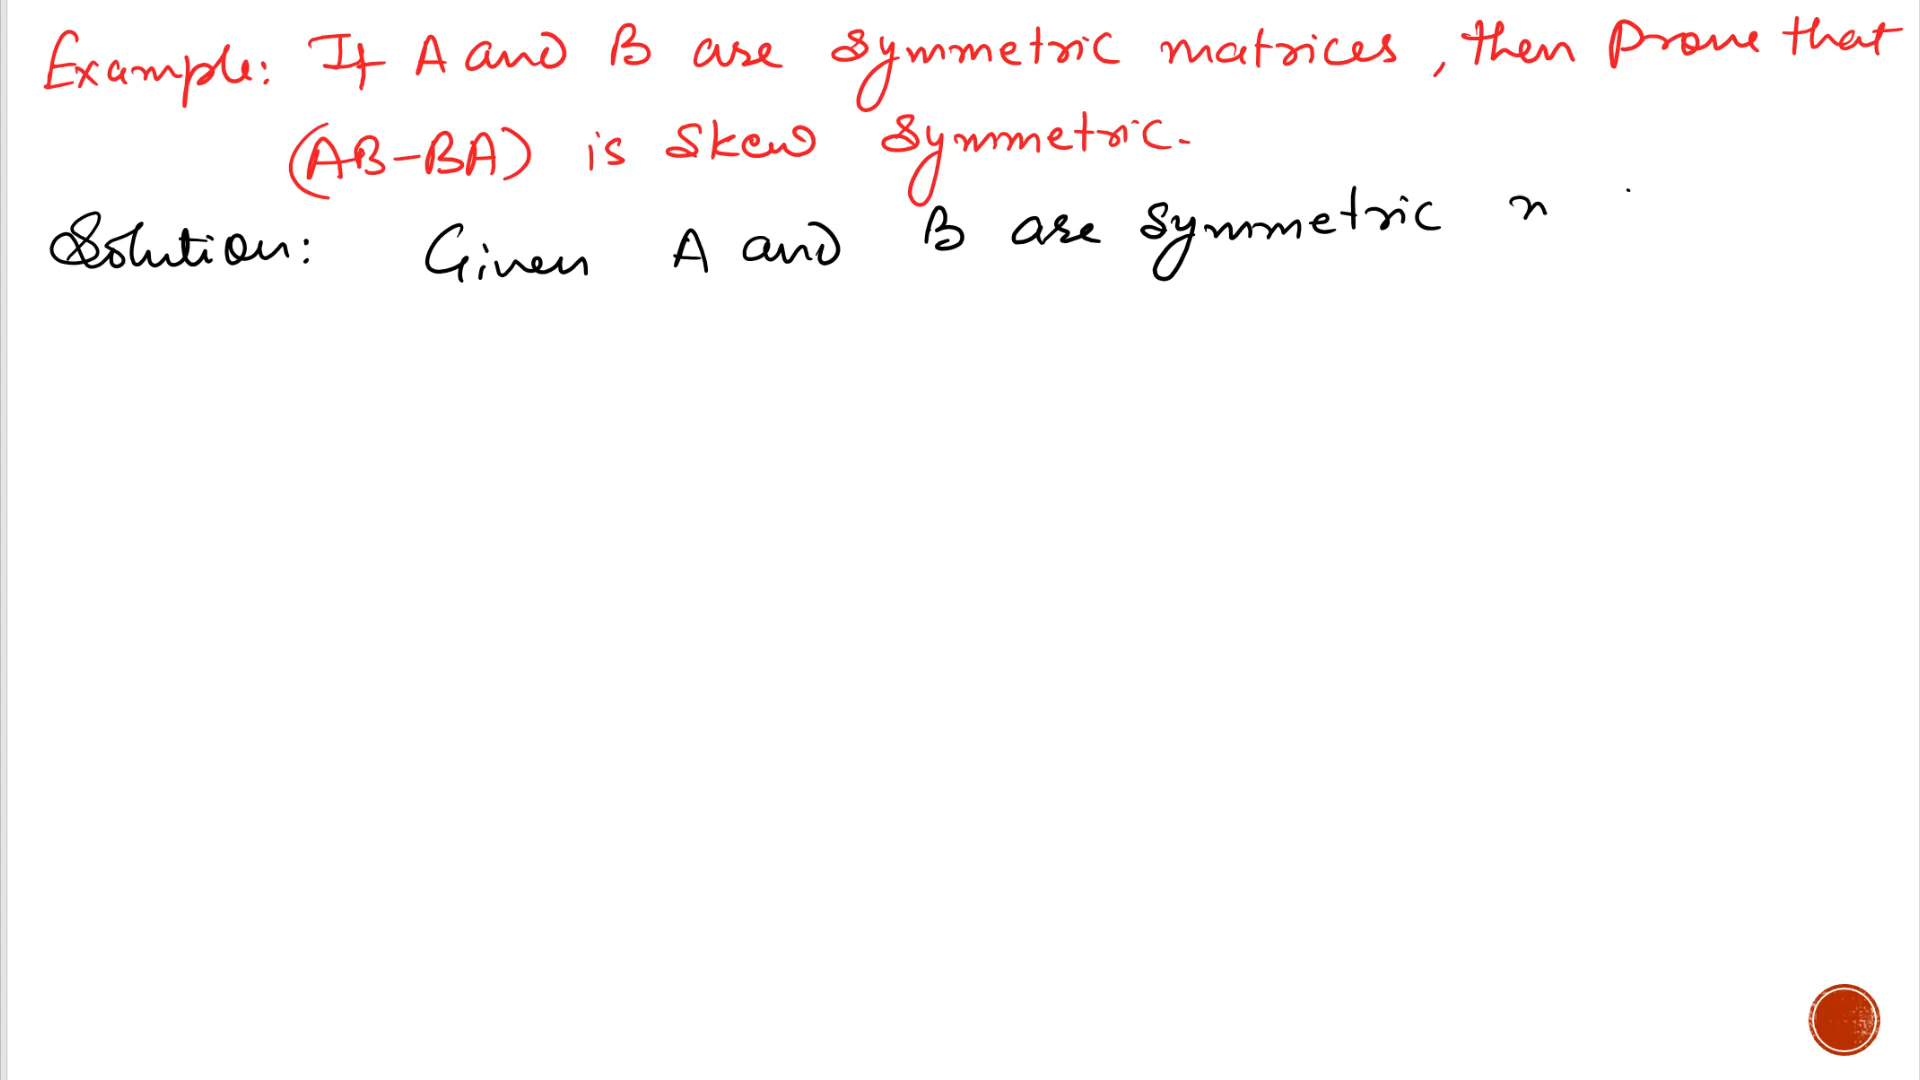 Example: If A and B are symmetric matrices, then prove that
(AB-BA) is skew symmetric.
Solution: Given A and B are symmetric